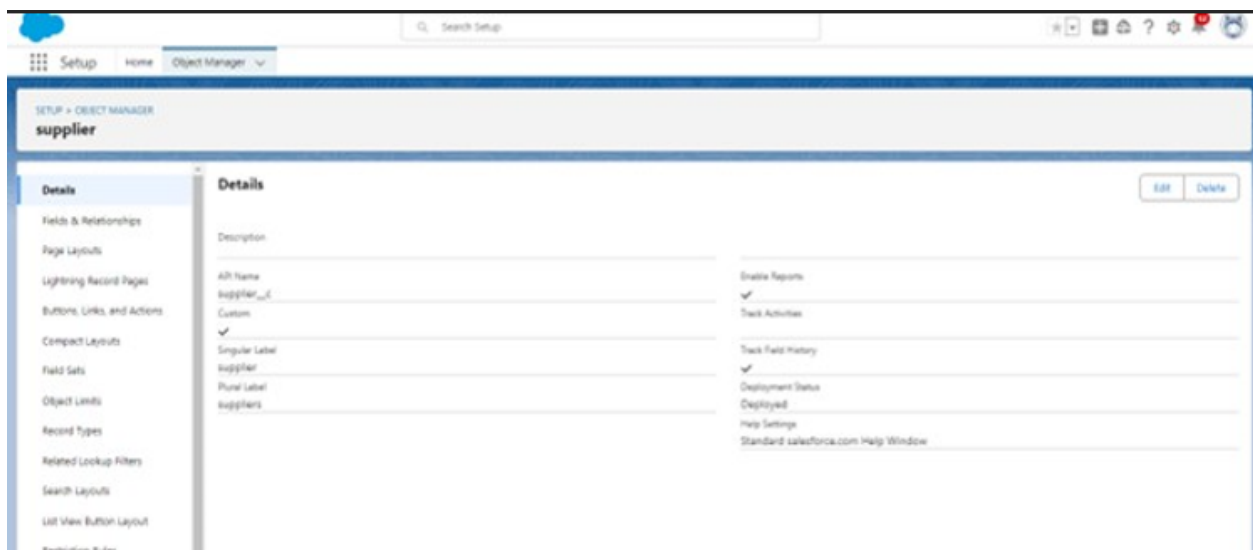 Search Setup
Setup Home Object Manager
SETUP > OBJECT MANAGER
supplier
Details
Fields & Relationships
Page Layouts
Lightning Record Pages
Buttons, Links, and Actions
Compact Layouts
Field Sets
Object Limits
Record Types
Related Lookup Filters
Search Layouts
List View Button Layout
Restriction Rules
Details
Edit Delete
Description
API Name
supplier__c
Custom
Singular Label
supplier
Plural Label
suppliers
Enable Reports
Track Activities
Track Field History
Deployment Status
Deployed
Help Settings
Standard salesforce.com Help Window